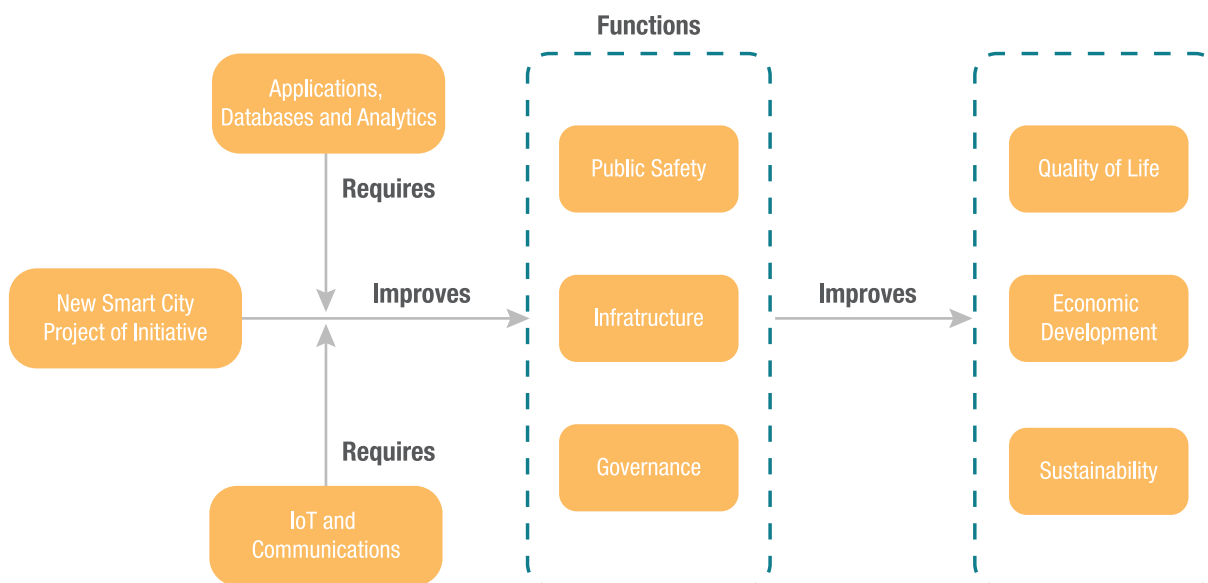 Functions
Applications,
Databases and Analytics
Requires
Public Safety
Quality of Life
New Smart City
Project of Initiative
Improves
Infratructure
Improves
Economic
Development
Requires
Governance
Sustainability
IoT and
Communications